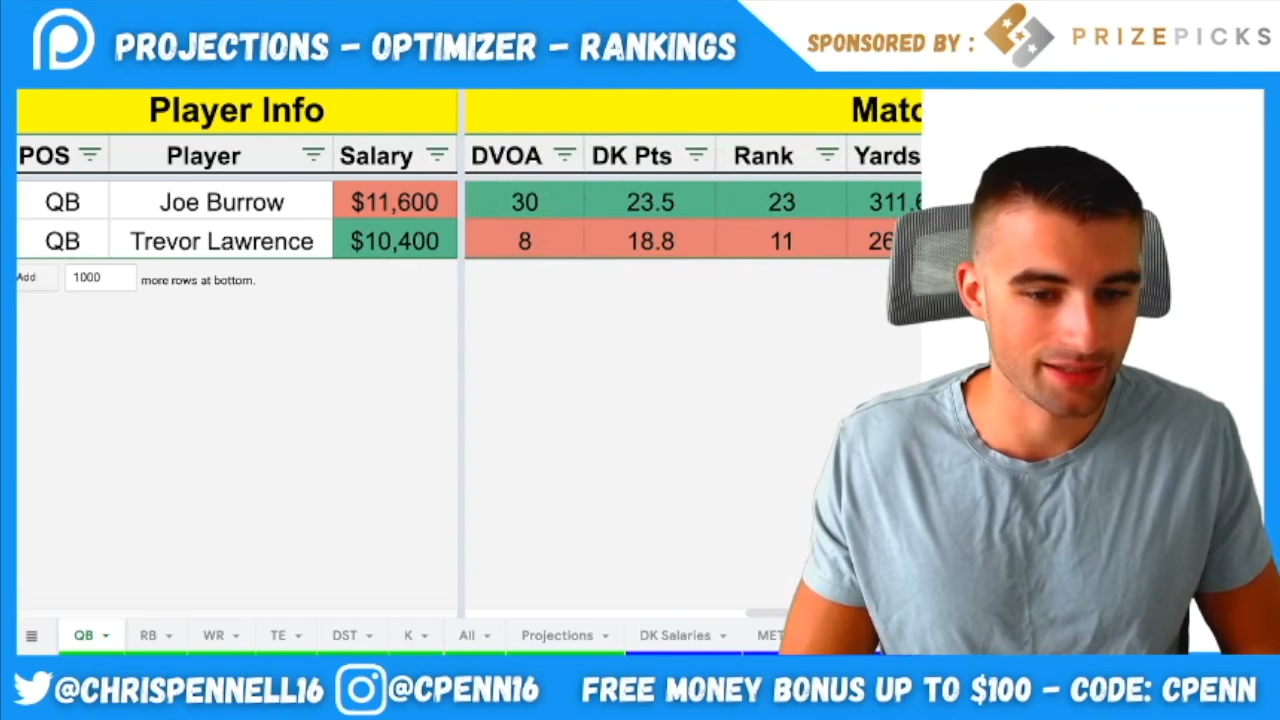 PROJECTIONS - OPTIMIZER - RANKINGS
SPONSORED BY : PRIZEPICKS
Player Info
POS Player Salary DVOA DK Pts Rank Yards
QB Joe Burrow $11,600 30 23.5 23 311.
QB Trevor Lawrence $10,400 8 18.8 11 26
Add 1000 more rows at bottom.
QB RB WR TE DST K All Projections DK Salaries MET
@CHRISPENNELL16 @CPENN16 FREE MONEY BONUS UP TO $100 - CODE: CPENN